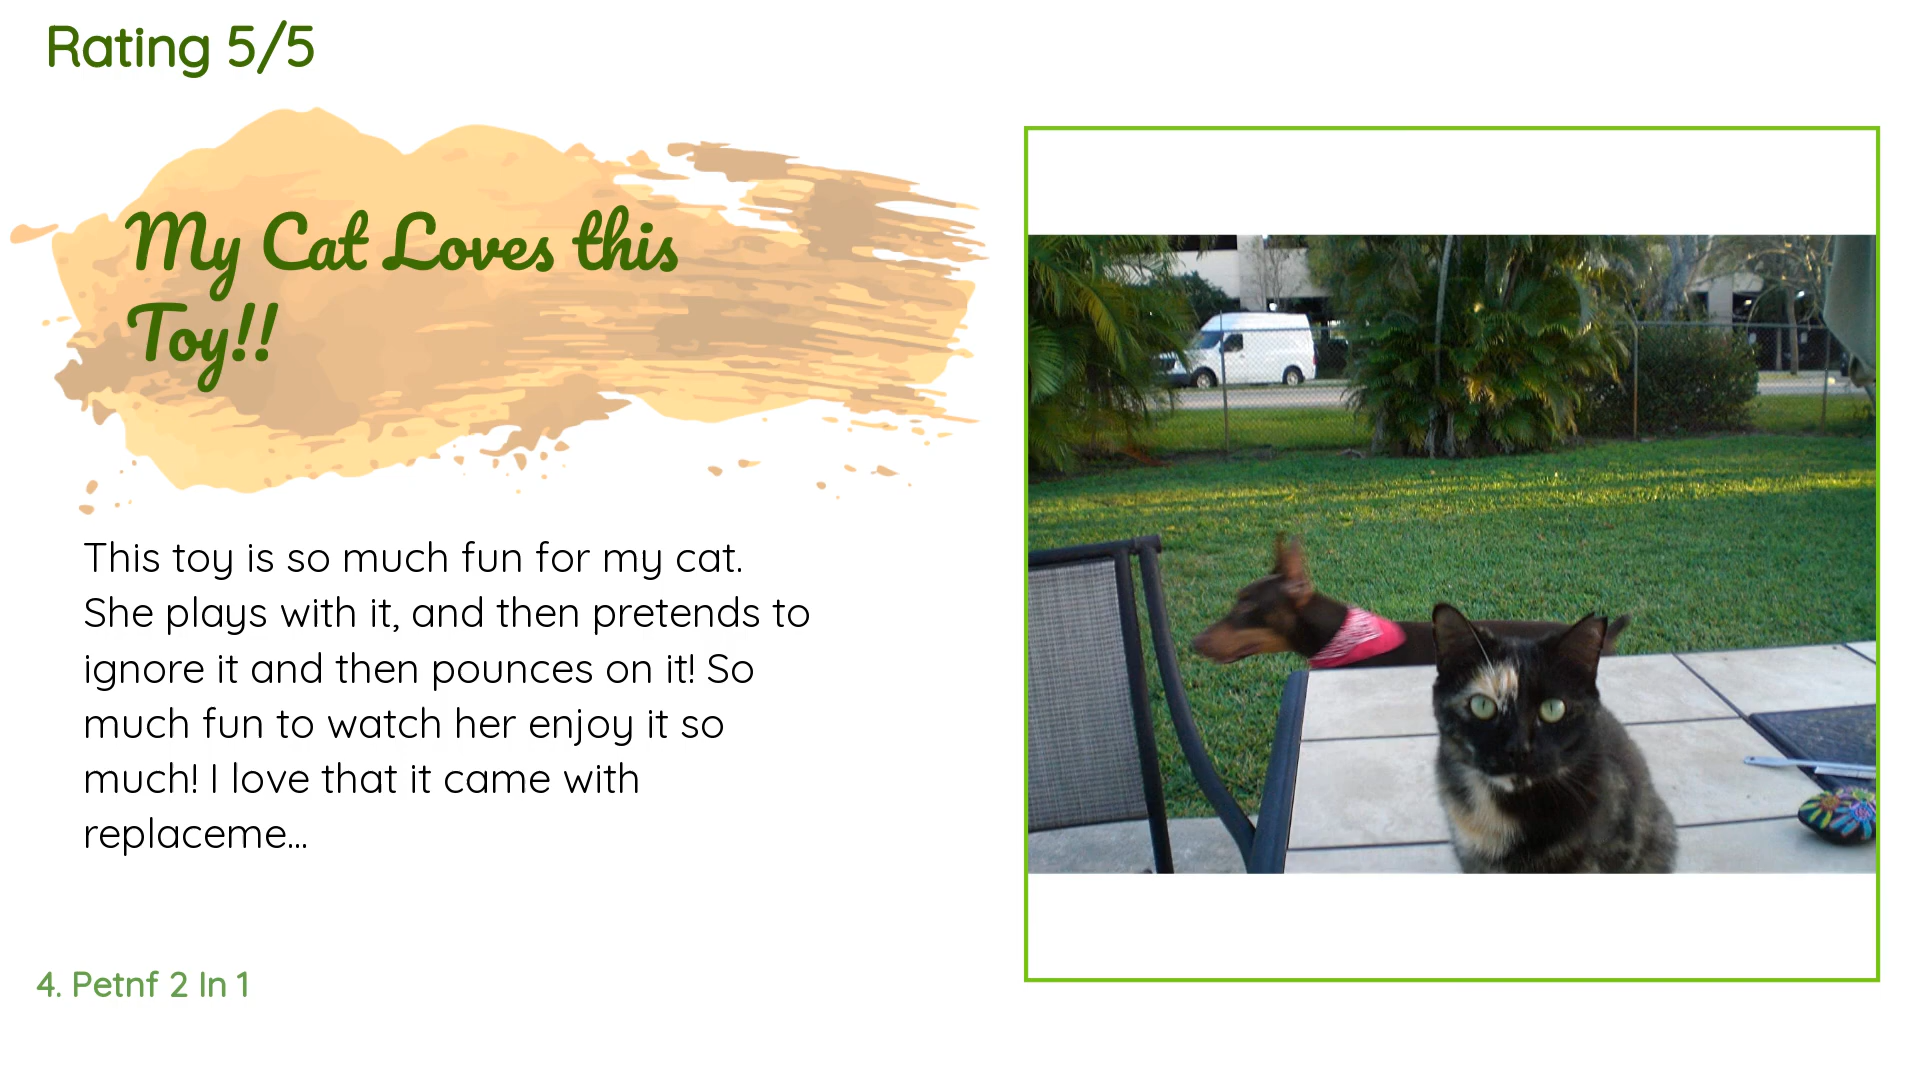 Rating 5/5
My Cat Loves this
Toy!!
This toy is so much fun for my cat.
She plays with it, and then pretends to
ignore it and then pounces on it! So
much fun to watch her enjoy it so
much! I love that it came with
replaceme...
4. Petnf 2 In 1